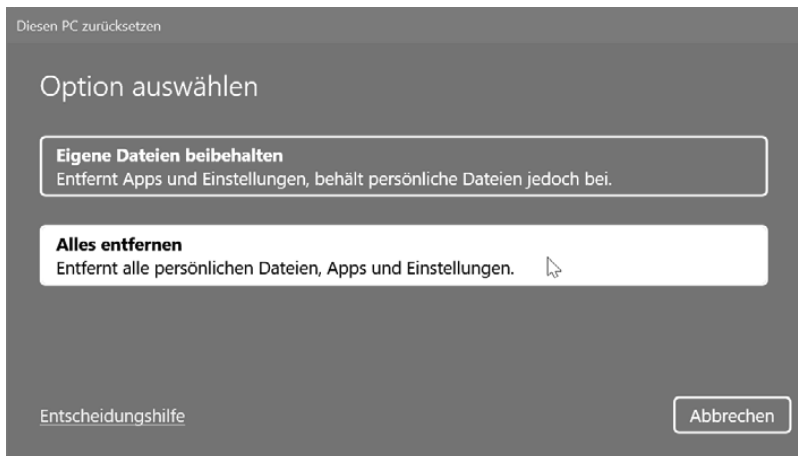 Diesen PC zurücksetzen
Option auswählen
Eigene Dateien beibehalten
Entfernt Apps und Einstellungen, behält persönliche Dateien jedoch bei.
Alles entfernen
Entfernt alle persönlichen Dateien, Apps und Einstellungen.
Entscheidungshilfe
Abbrechen